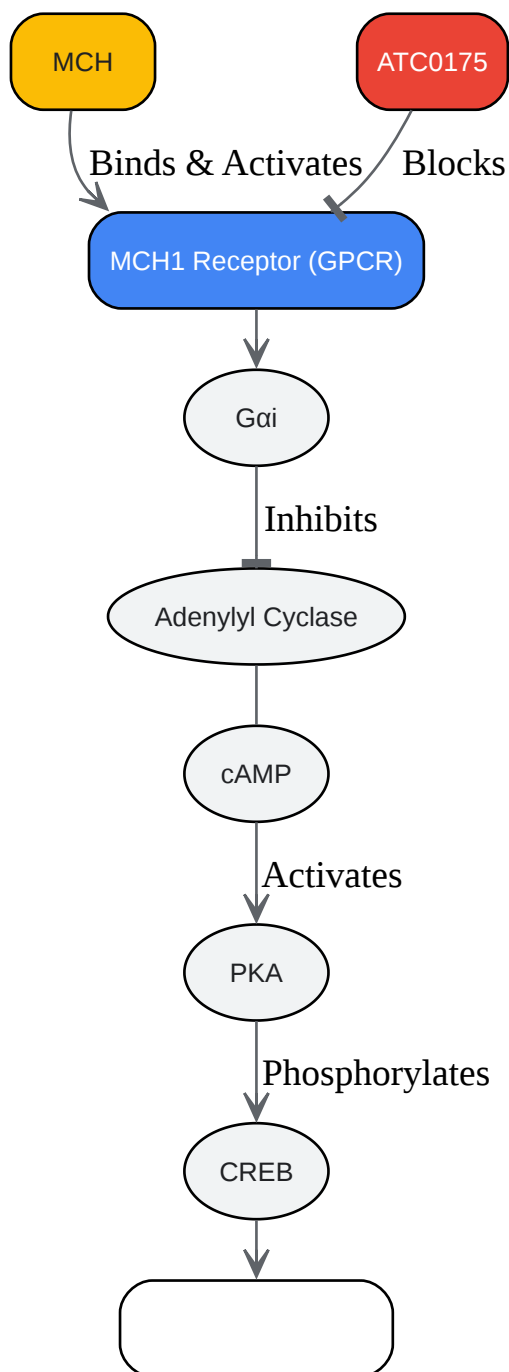 MCH
ATC0175
Binds & Activates
Blocks
MCH1 Receptor (GPCR)
Gαi
Inhibits
Adenylyl Cyclase
cAMP
Activates
PKA
Phosphorylates
CREB